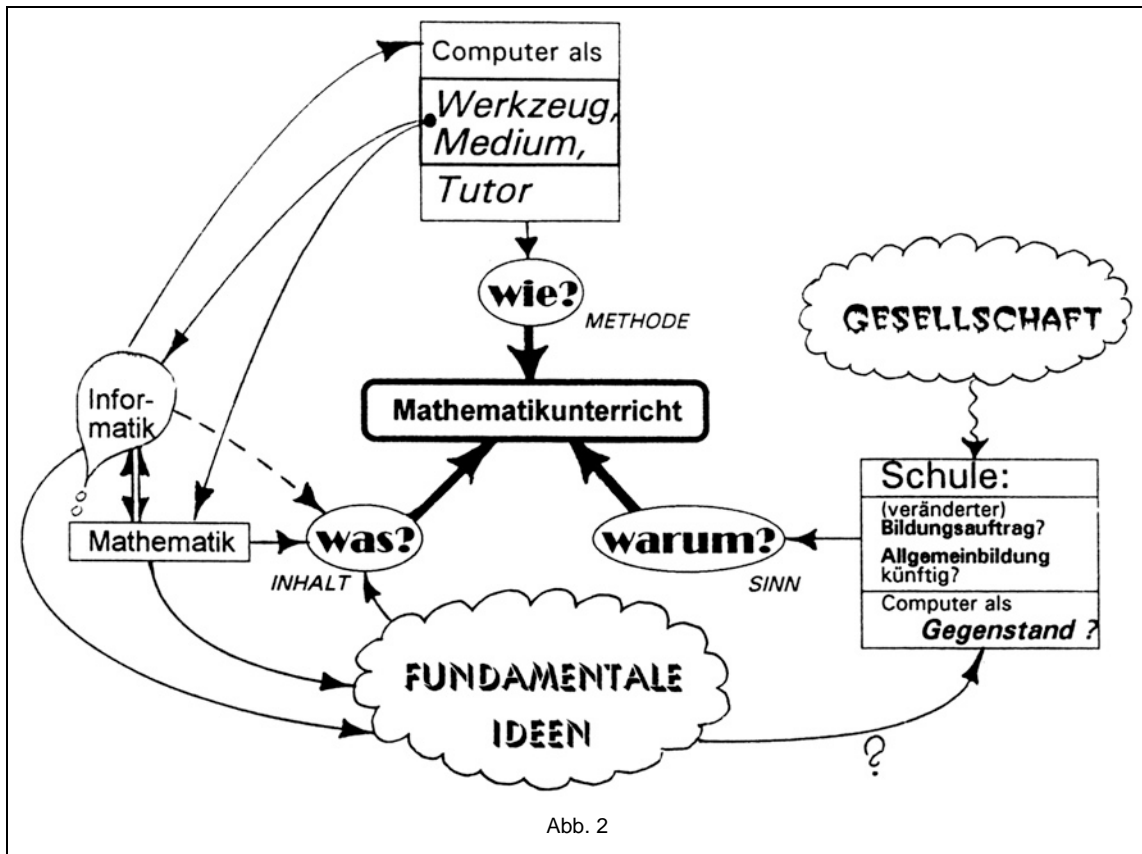 Computer als
Werkzeug,
Medium,
Tutor
wie?
METHODE
GESELLSCHAFT
Infor-
matik
Mathematikunterricht
Schule:
(veränderter)
Bildungsauftrag?
Allgemeinbildung
künftig?
Computer als
Gegenstand ?
Mathematik
was?
INHALT
warum?
SINN
FUNDAMENTALE
IDEEN
?
Abb. 2